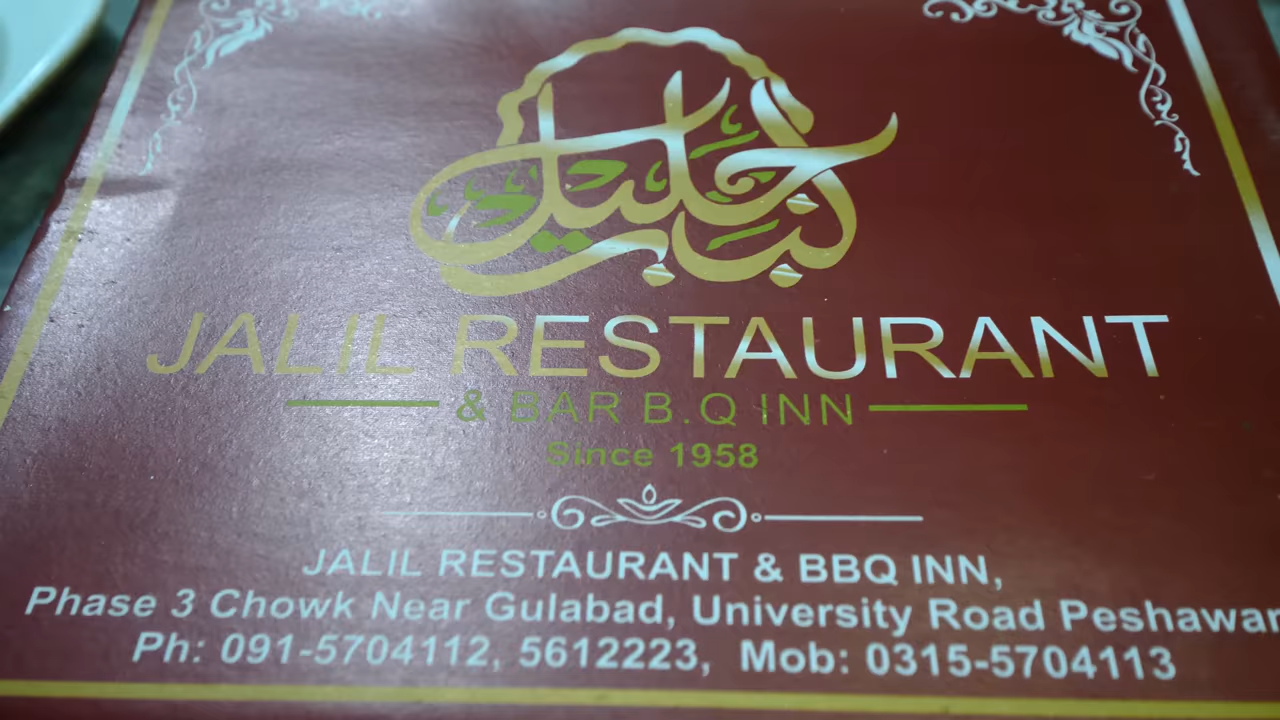 جلیل کباب
JALIL RESTAURANT
& BAR B.Q INN
Since 1958
JALIL RESTAURANT & BBQ INN,
Phase 3 Chowk Near Gulabad, University Road Peshawar
Ph: 091-5704112, 5612223, Mob: 0315-5704113